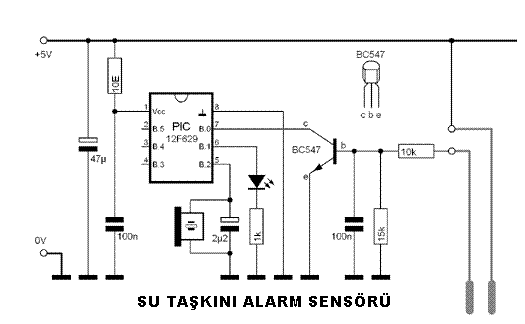 BC547
+5V
10E
c b e
1 Vcc 8
PIC
12F629
2 B.5 B.0 7
3 B.4 B.1 6
4 B.3 B.2 5
c
BC547
b
e
10k
47µ
100n
2µ2
1k
100n
15k
0V
SU TAŞKINI ALARM SENSÖRÜ